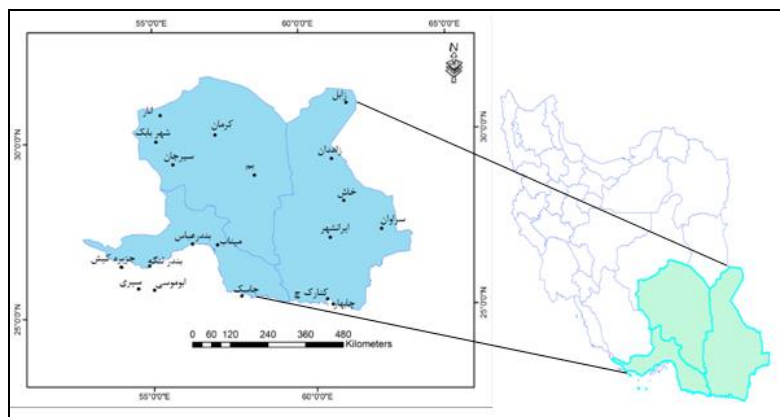 55°0'0"E
60°0'0"E
65°0'0"E
N
زابل
انار
کرمان
شهر بابک
زاهدان
سیرجان
بم
خاش
سراوان
ایرانشهر
بندرعباس
میناب
جزیره کیش
بندر لنگه
سیری
ابوموسی
جاسک
کنارک چ
چابهار
30°0'0"N
30°0'0"N
25°0'0"N
25°0'0"N
0 60 120 240 360 480
Kilometers
55°0'0"E
60°0'0"E